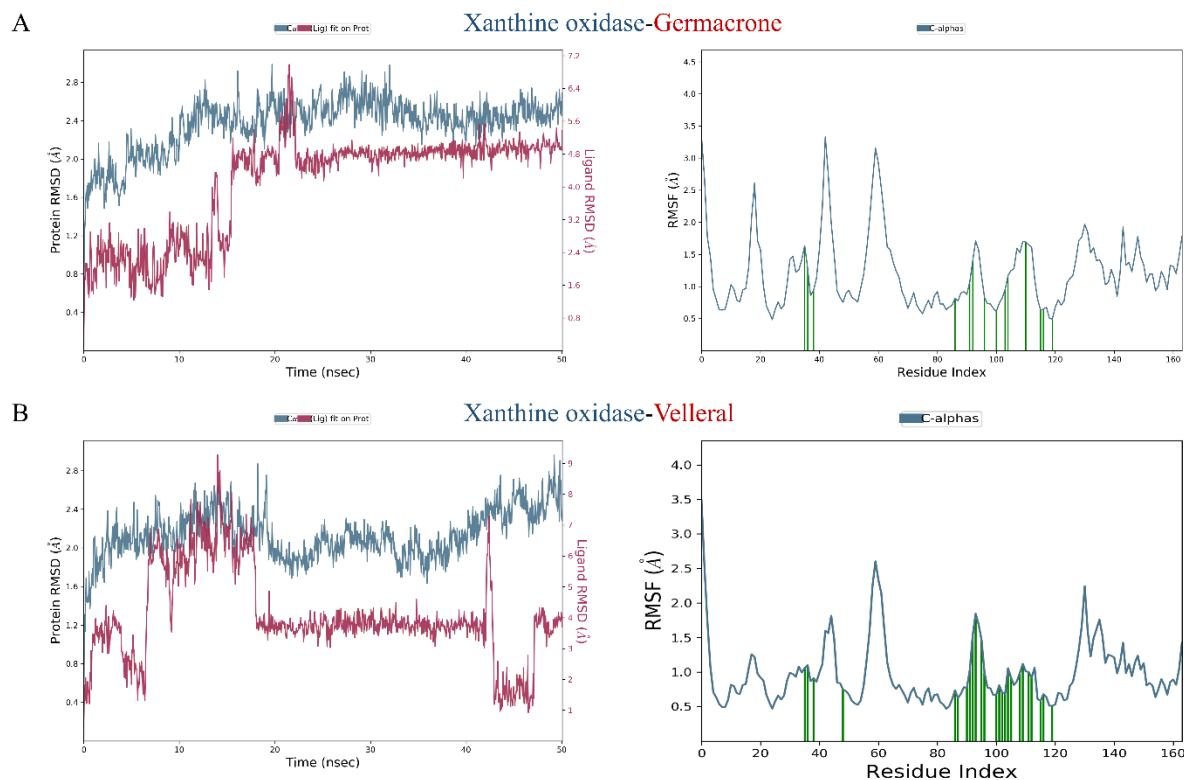 A
Xanthine oxidase-Germacrone
(Lig) fit on Prot
C-alphas
Protein RMSD (Å)
2.8
2.4
2.0
1.6
1.2
0.8
0.4
7.2
6.4
5.6
4.8
4.0
3.2
2.4
1.6
0.8
Ligand RMSD (Å)
0 10 20 30 40 50
Time (nsec)
RMSF (Å)
4.5
4.0
3.5
3.0
2.5
2.0
1.5
1.0
0.5
0 20 40 60 80 100 120 140 160
Residue Index
B
Xanthine oxidase-Velleral
(Lig) fit on Prot
C-alphas
Protein RMSD (Å)
2.8
2.4
2.0
1.6
1.2
0.8
0.4
9
8
7
6
5
4
3
2
1
Ligand RMSD (Å)
0 10 20 30 40 50
Time (nsec)
RMSF (Å)
4.0
3.5
3.0
2.5
2.0
1.5
1.0
0.5
0 20 40 60 80 100 120 140 160
Residue Index